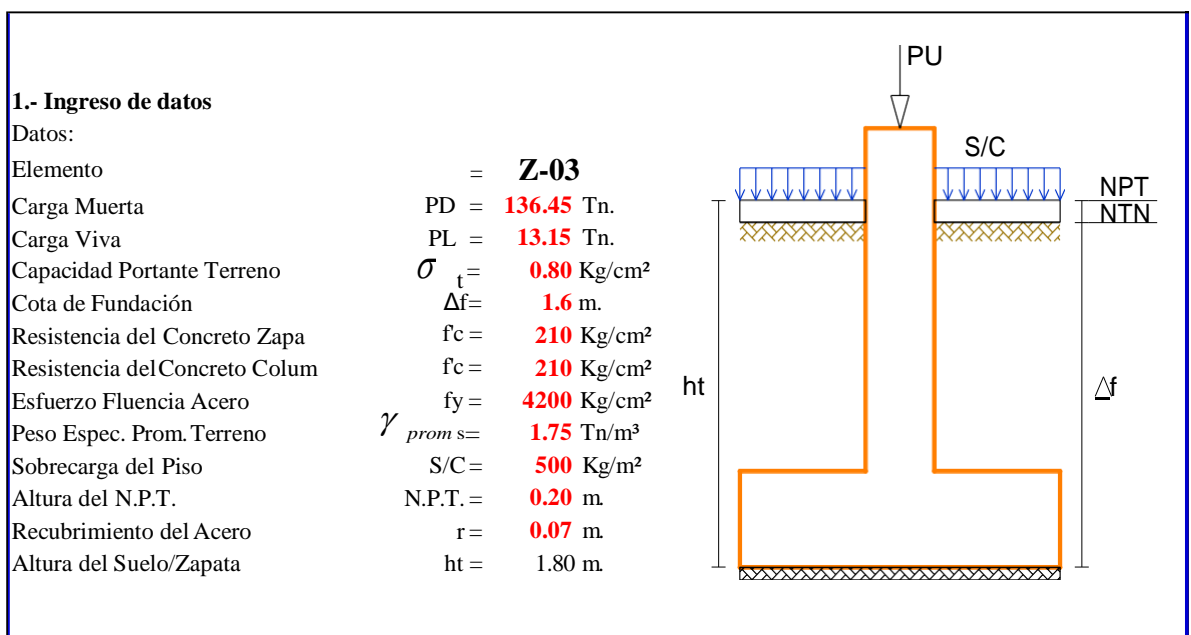 1.- Ingreso de datos
Datos:
Elemento = Z-03
Carga Muerta PD = 136.45 Tn.
Carga Viva PL = 13.15 Tn.
Capacidad Portante Terreno σ t = 0.80 Kg/cm²
Cota de Fundación Δf= 1.6 m.
Resistencia del Concreto Zapa f'c = 210 Kg/cm²
Resistencia del Concreto Colum f'c = 210 Kg/cm²
Esfuerzo Fluencia Acero fy = 4200 Kg/cm²
Peso Espec. Prom. Terreno γ prom s= 1.75 Tn/m³
Sobrecarga del Piso S/C = 500 Kg/m²
Altura del N.P.T. N.P.T. = 0.20 m.
Recubrimiento del Acero r = 0.07 m.
Altura del Suelo/Zapata ht = 1.80 m.
PU
S/C
NPT
NTN
ht
Δf